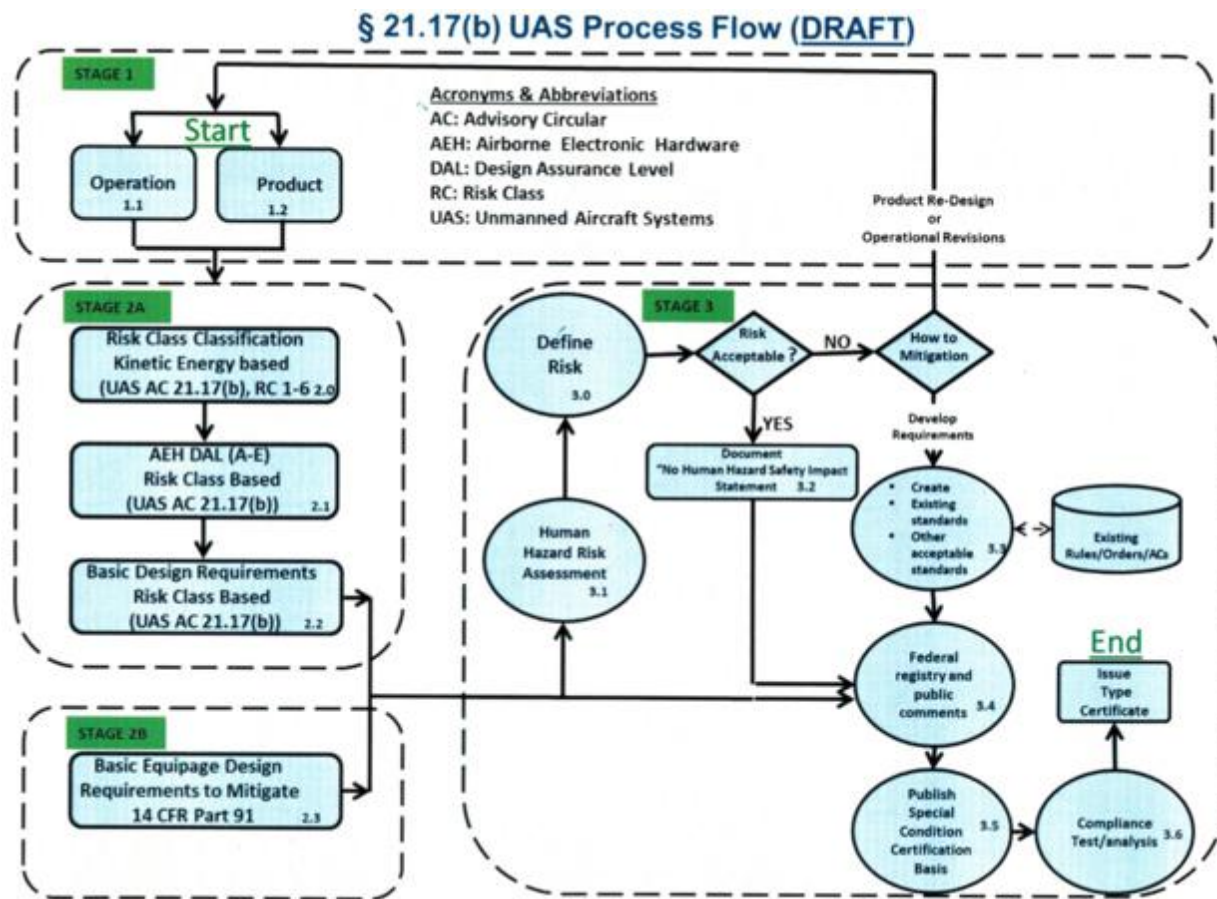 § 21.17(b) UAS Process Flow (DRAFT)
STAGE 1
Start
Operation
1.1
Product
1.2
Acronyms & Abbreviations
AC: Advisory Circular
AEH: Airborne Electronic Hardware
DAL: Design Assurance Level
RC: Risk Class
UAS: Unmanned Aircraft Systems
Product Re-Design
or
Operational Revisions
STAGE 2A
Risk Class Classification
Kinetic Energy based
(UAS AC 21.17(b), RC 1-6 2.0
AEH DAL (A-E)
Risk Class Based
(UAS AC 21.17(b)) 2.1
Basic Design Requirements
Risk Class Based
(UAS AC 21.17(b)) 2.2
STAGE 2B
Basic Equipage Design
Requirements to Mitigate
14 CFR Part 91 2.3
STAGE 3
Define
Risk
3.0
Risk
Acceptable ?
NO
How to
Mitigation
YES
Document
"No Human Hazard Safety Impact
Statement 3.2
Develop
Requirements
Human
Hazard Risk
Assessment
3.1
• Create
• Existing
standards
• Other
acceptable
standards
3.3
Existing
Rules/Orders/ACs
Federal
registry and
public
comments 3.4
End
Issue
Type
Certificate
Publish
Special
Condition 3.5
Certification
Basis
Compliance 3.6
Test/analysis